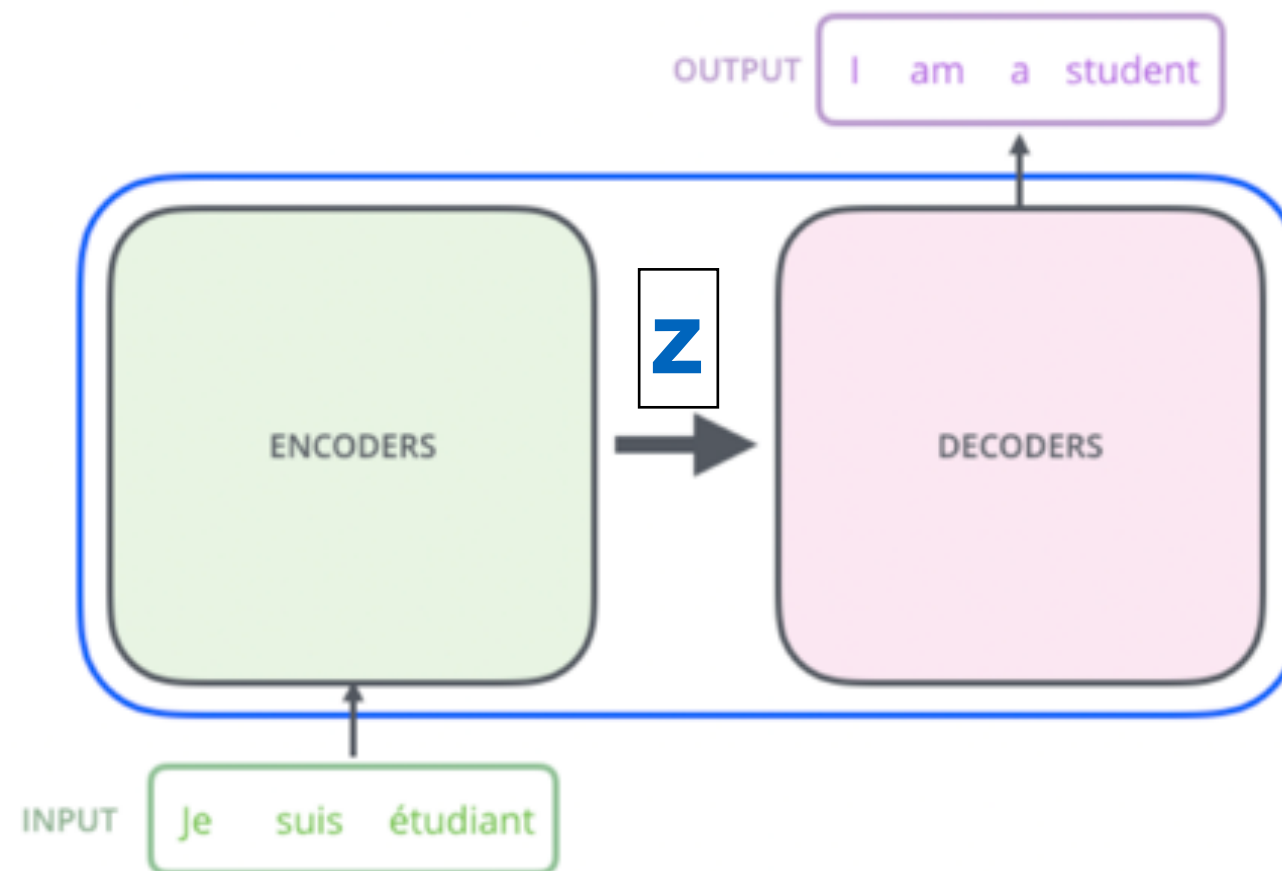 OUTPUT I am a student
z
ENCODERS
DECODERS
INPUT Je suis étudiant